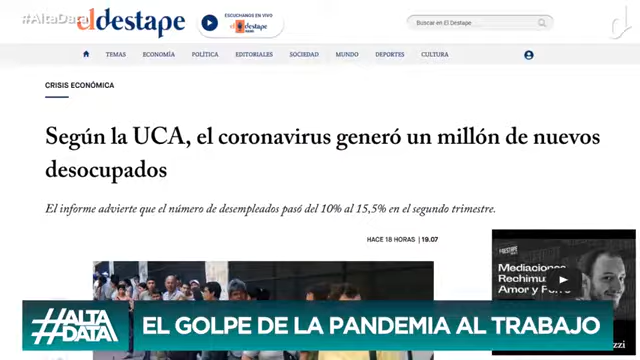 #AltaData
eldestape
ESCUCHANOS EN VIVO
eldestape
Buscar en El Destape
TEMAS
ECONOMÍA
POLÍTICA
EDITORIALES
SOCIEDAD
MUNDO
DEPORTES
CULTURA
CRISIS ECONÓMICA
Según la UCA, el coronavirus generó un millón de nuevos
desocupados
El informe advierte que el número de desempleados pasó del 10% al 15,5% en el segundo trimestre.
HACE 18 HORAS | 19.07
Mediaciones
Rechimu
Amor y
#ALTA
DATA
EL GOLPE DE LA PANDEMIA AL TRABAJO